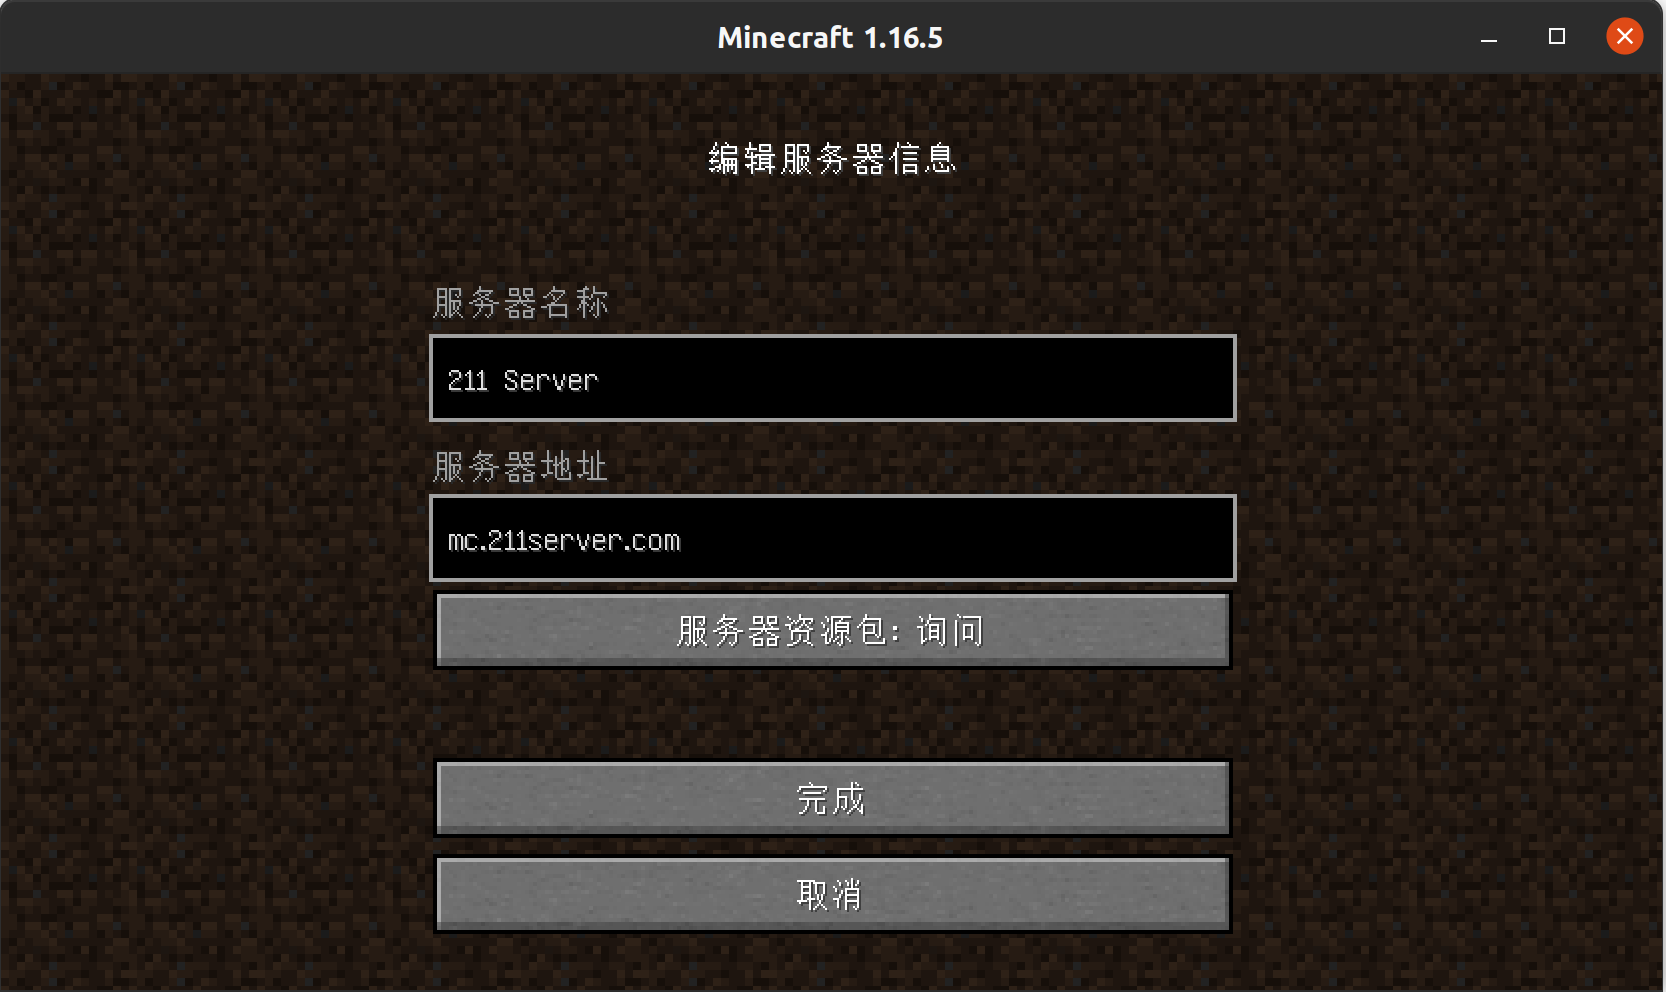 Minecraft 1.16.5
编辑服务器信息
服务器名称
211 Server
服务器地址
mc.211server.com
服务器资源包: 询问
完成
取消